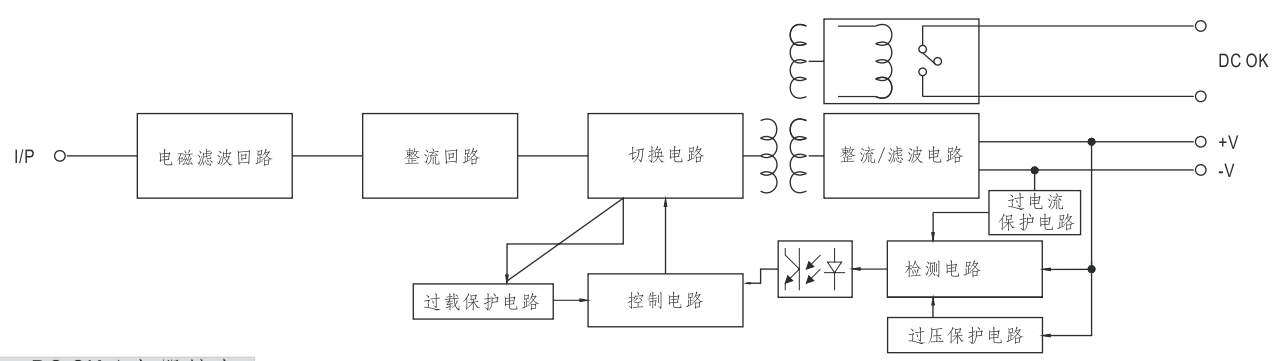 DC OK
I/P
电磁滤波回路
整流回路
切换电路
整流/滤波电路
+V
-V
过电流
保护电路
检测电路
过载保护电路
控制电路
过压保护电路